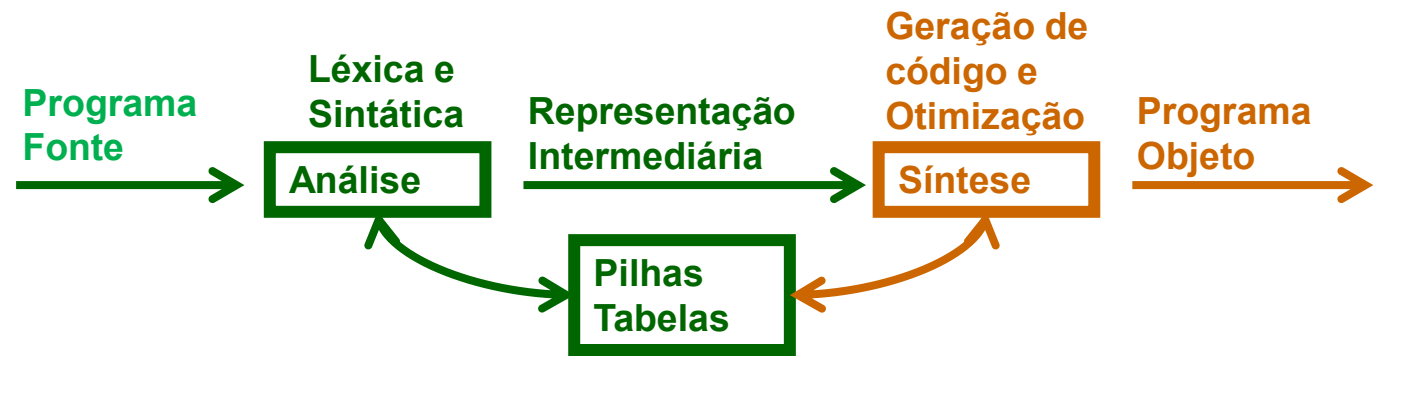 Programa
Fonte
Léxica e
Sintática
Análise
Representação
Intermediária
Geração de
código e
Otimização
Síntese
Programa
Objeto
Pilhas
Tabelas